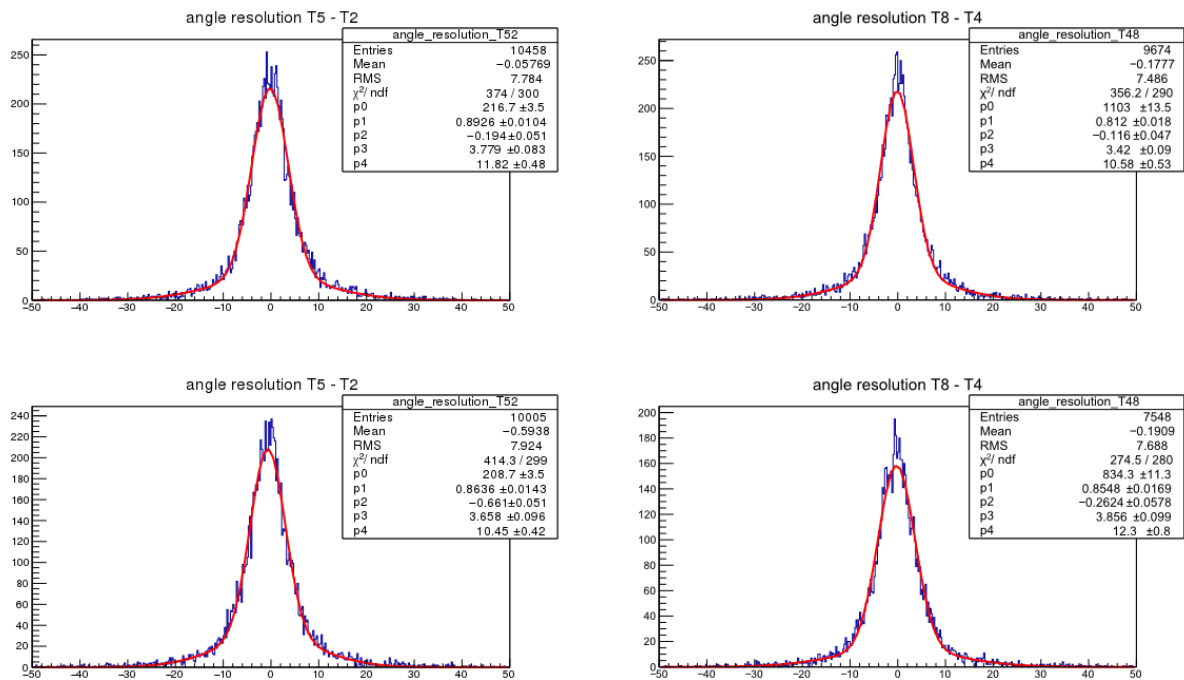 angle resolution T5 - T2
angle_resolution_T52
Entries 10458
Mean −0.05769
RMS 7.784
χ²/ ndf 374 / 300
p0 216.7 ±3.5
p1 0.8926 ±0.0104
p2 −0.194 ±0.051
p3 3.779 ±0.083
p4 11.82 ±0.48
250
200
150
100
50
0
−50 −40 −30 −20 −10 0 10 20 30 40 50
angle resolution T8 - T4
angle_resolution_T48
Entries 9674
Mean −0.1777
RMS 7.486
χ²/ ndf 356.2 / 290
p0 1103 ±13.5
p1 0.812 ±0.018
p2 −0.116 ±0.047
p3 3.42 ±0.09
p4 10.58 ±0.53
250
200
150
100
50
0
−50 −40 −30 −20 −10 0 10 20 30 40 50
angle resolution T5 - T2
angle_resolution_T52
Entries 10005
Mean −0.5938
RMS 7.924
χ²/ ndf 414.3 / 299
p0 208.7 ±3.5
p1 0.8636 ±0.0143
p2 −0.661 ±0.051
p3 3.658 ±0.096
p4 10.45 ±0.42
240
220
200
180
160
140
120
100
80
60
40
20
0
−50 −40 −30 −20 −10 0 10 20 30 40 50
angle resolution T8 - T4
angle_resolution_T48
Entries 7548
Mean −0.1909
RMS 7.688
χ²/ ndf 274.5 / 280
p0 834.3 ±11.3
p1 0.8548 ±0.0169
p2 −0.2624 ±0.0578
p3 3.856 ±0.099
p4 12.3 ±0.8
200
180
160
140
120
100
80
60
40
20
0
−50 −40 −30 −20 −10 0 10 20 30 40 50